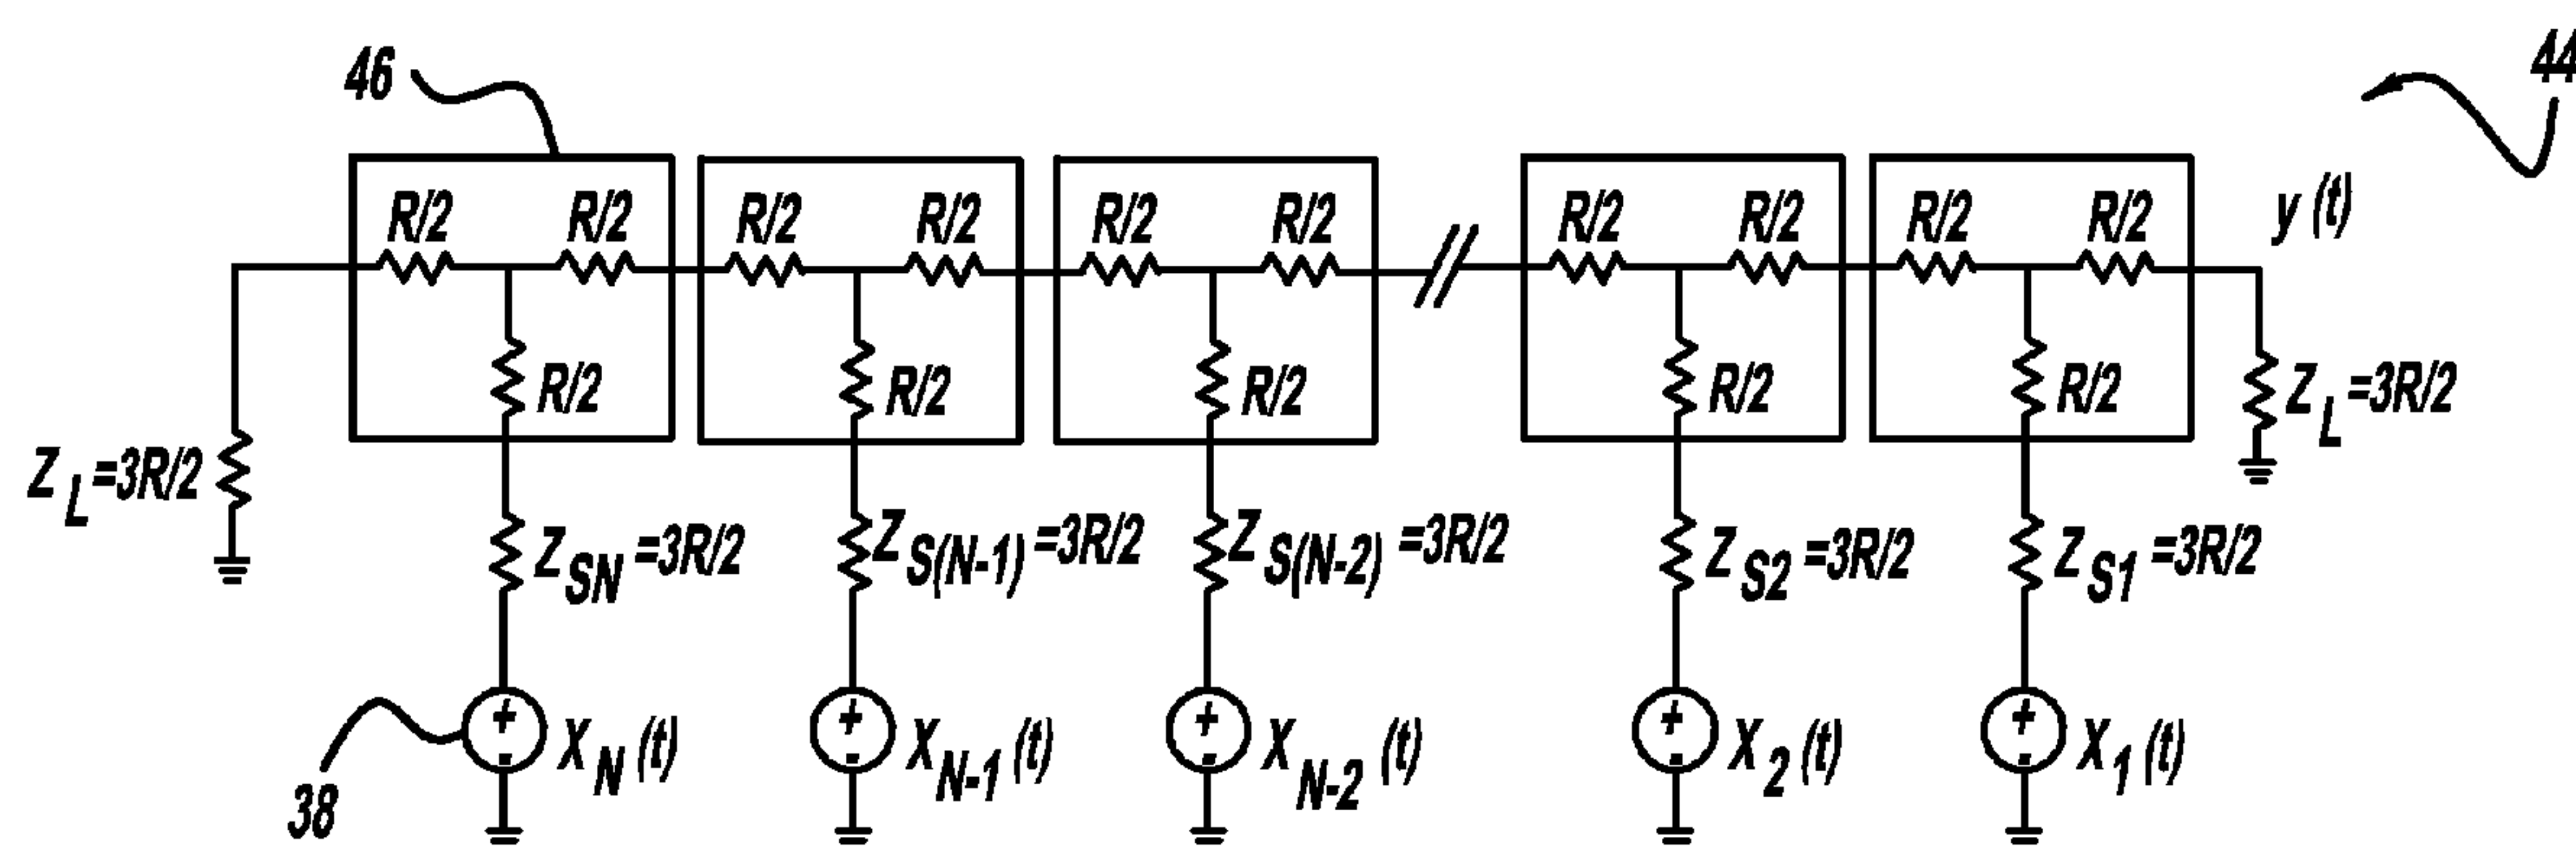 46
44
R/2 R/2 R/2 R/2 R/2 R/2 R/2 R/2 R/2 R/2 y (t)
R/2 R/2 R/2 R/2 R/2
Z L =3R/2 Z L =3R/2
Z SN =3R/2 Z S(N-1) =3R/2 Z S(N-2) =3R/2 Z S2 =3R/2 Z S1 =3R/2
+ + + + +
- - - - -
X N (t) X N-1 (t) X N-2 (t) X 2 (t) X 1 (t)
38